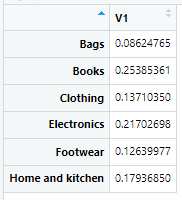 V1
Bags 0.08624765
Books 0.25385361
Clothing 0.13710350
Electronics 0.21702698
Footwear 0.12639977
Home and kitchen 0.17936850